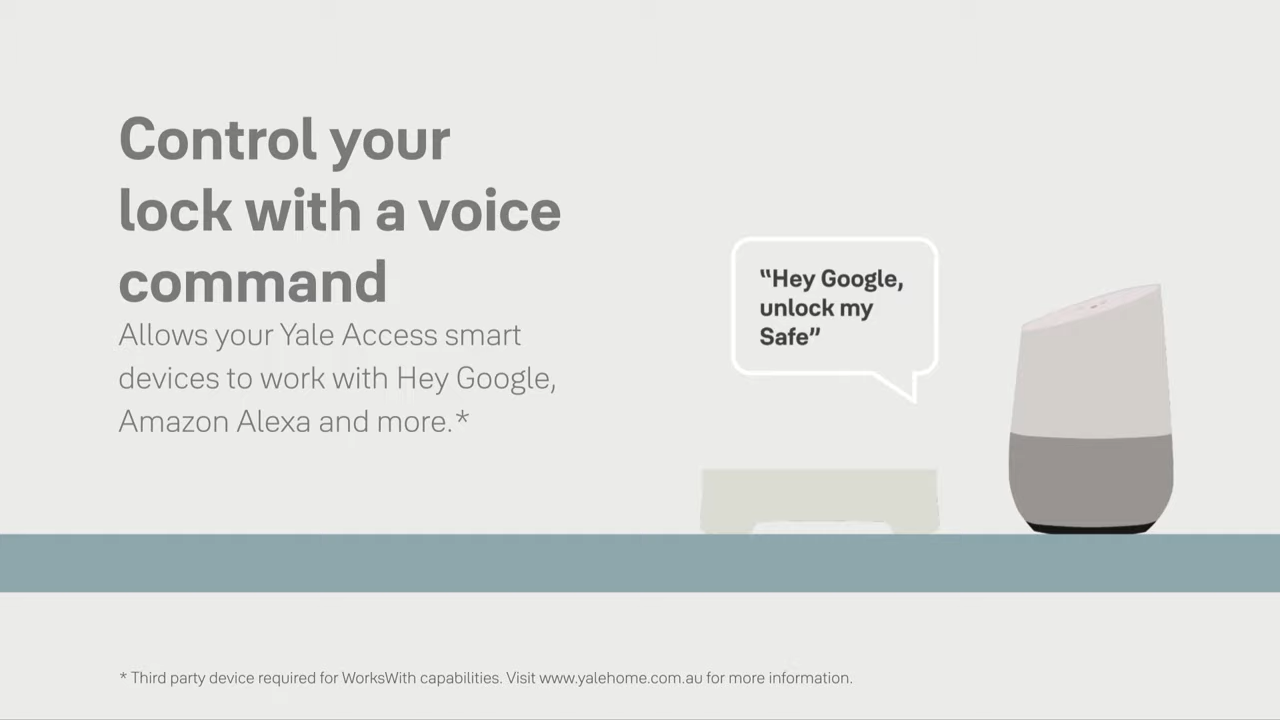 Control your
lock with a voice
command
Allows your Yale Access smart
devices to work with Hey Google,
Amazon Alexa and more.*
“Hey Google,
unlock my
Safe”
* Third party device required for WorksWith capabilities. Visit www.yalehome.com.au for more information.